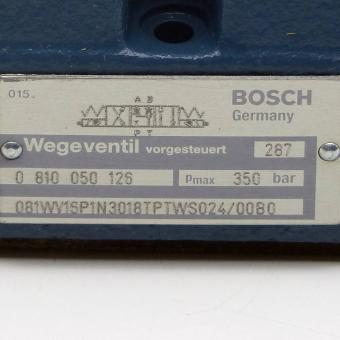 015.
A B
P T
BOSCH
Germany
Wegeventil vorgesteuert 287
0 810 050 126 pmax 350 bar
081WV16P1N3018TPTWS024/00B0